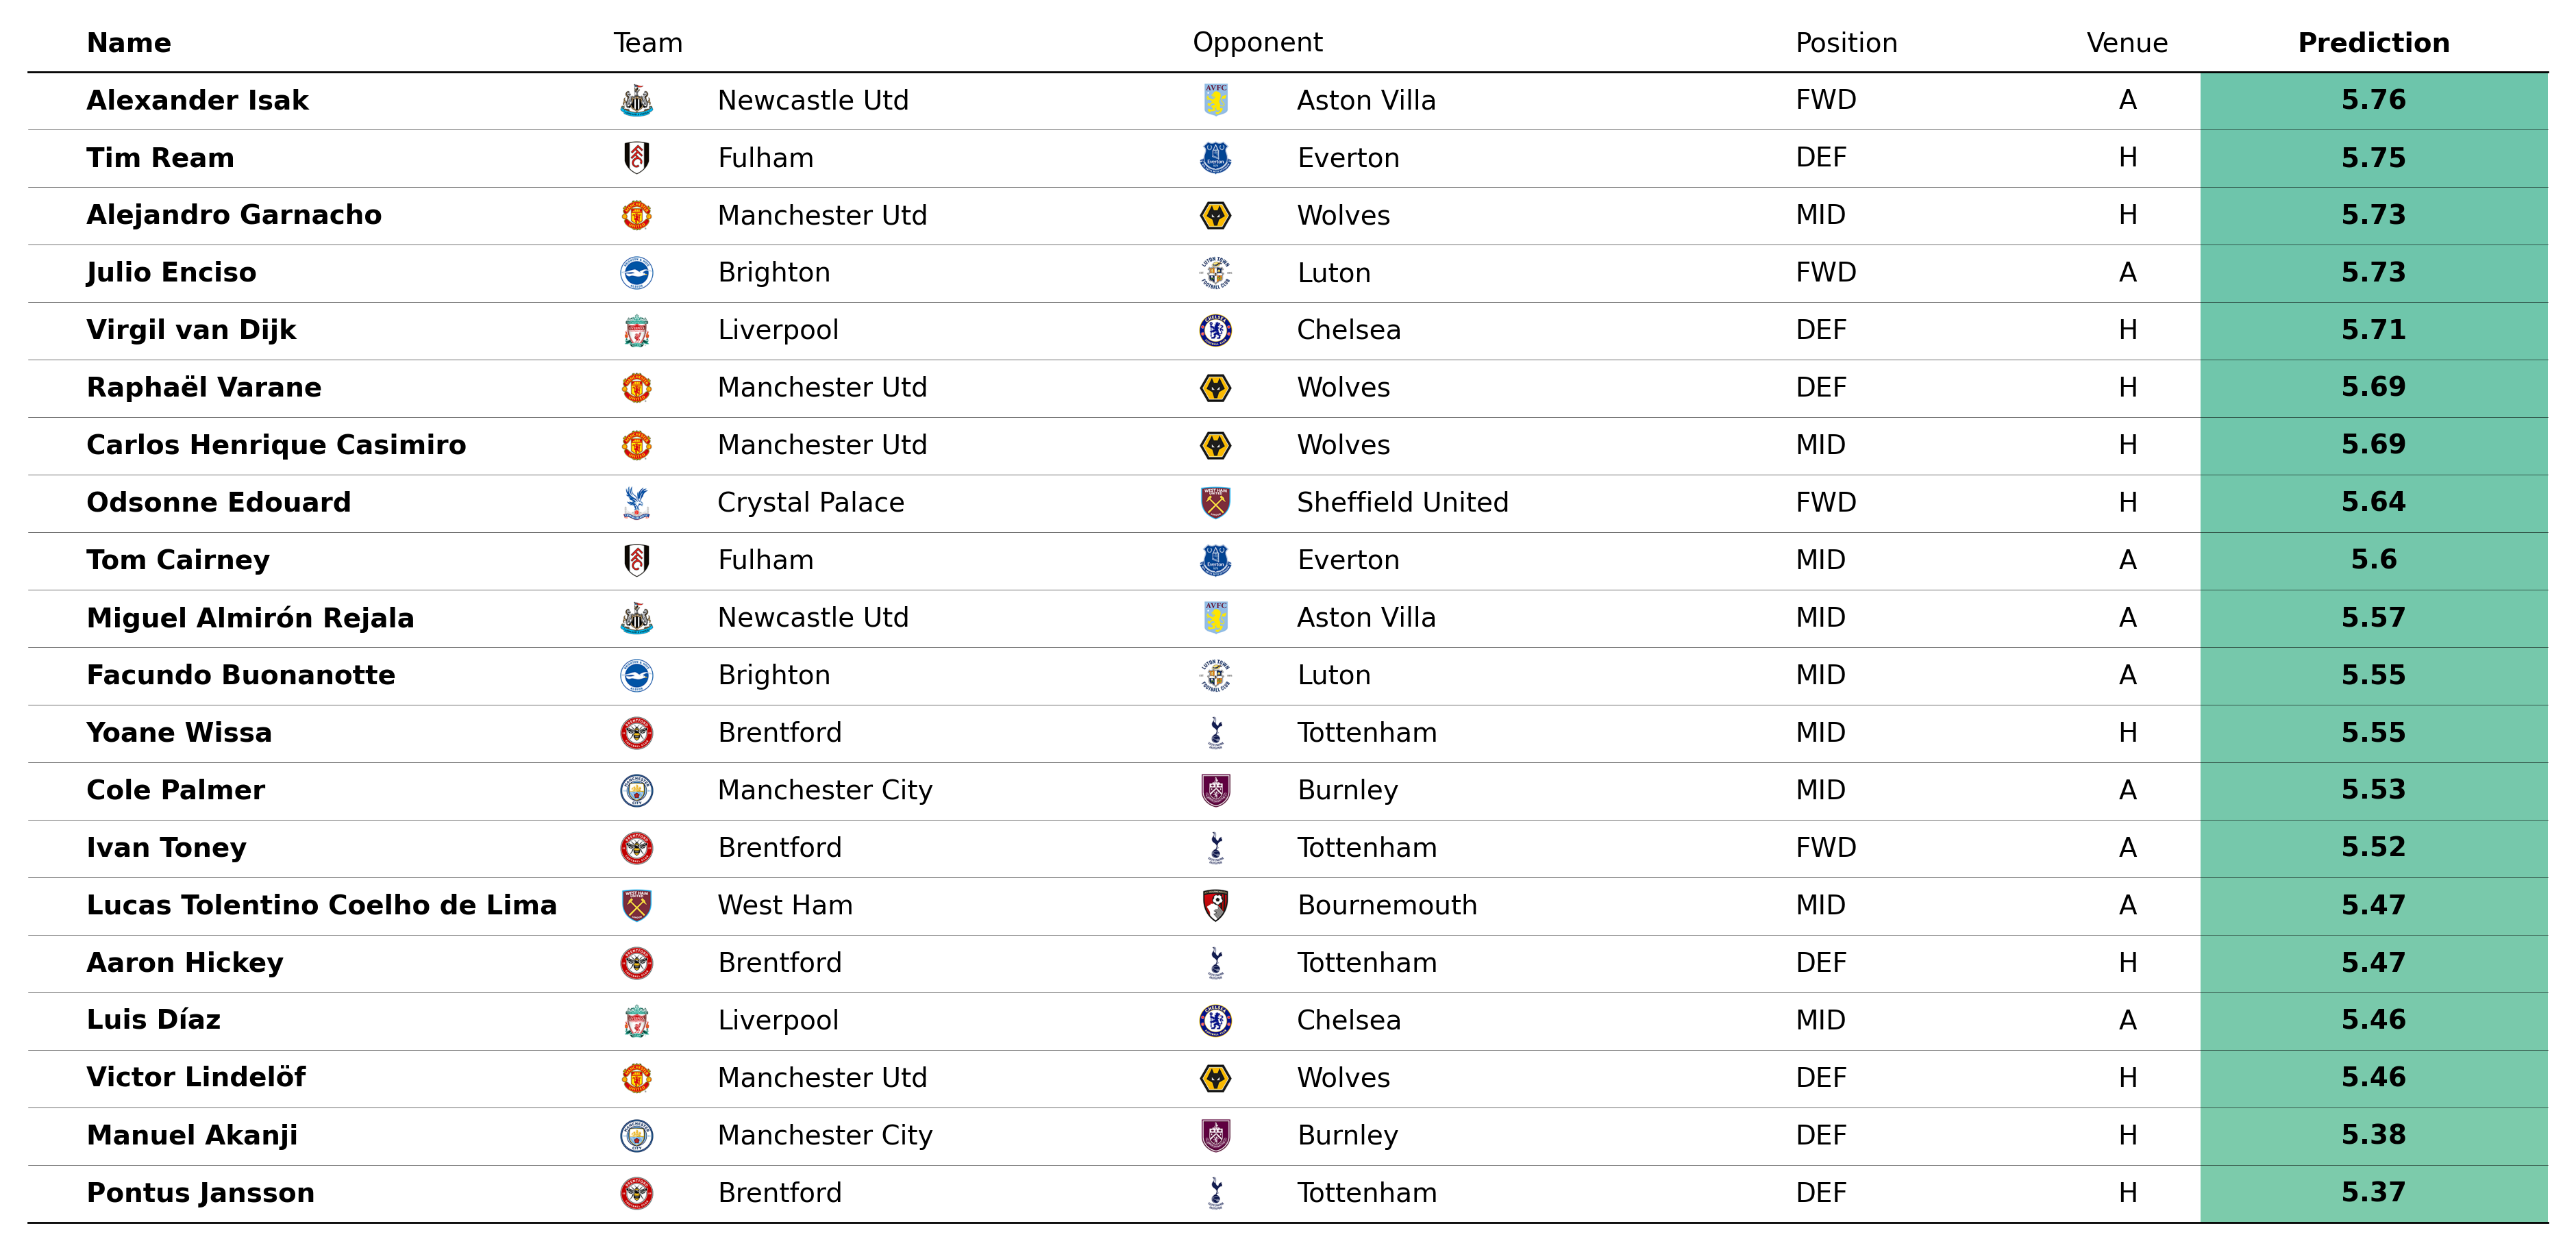 Name Team Opponent Position Venue Prediction
Alexander Isak Newcastle Utd AVFC Aston Villa FWD A 5.76
Tim Ream Fulham Everton DEF H 5.75
Alejandro Garnacho Manchester Utd Wolves MID H 5.73
Julio Enciso Brighton Luton FWD A 5.73
Virgil van Dijk Liverpool Chelsea DEF H 5.71
Raphaël Varane Manchester Utd Wolves DEF H 5.69
Carlos Henrique Casimiro Manchester Utd Wolves MID H 5.69
Odsonne Edouard Crystal Palace Sheffield United FWD H 5.64
Tom Cairney Fulham Everton MID A 5.6
Miguel Almirón Rejala Newcastle Utd AVFC Aston Villa MID A 5.57
Facundo Buonanotte Brighton Luton MID A 5.55
Yoane Wissa Brentford Tottenham MID H 5.55
Cole Palmer Manchester City Burnley MID A 5.53
Ivan Toney Brentford Tottenham FWD A 5.52
Lucas Tolentino Coelho de Lima West Ham Bournemouth MID A 5.47
Aaron Hickey Brentford Tottenham DEF H 5.47
Luis Díaz Liverpool Chelsea MID A 5.46
Victor Lindelöf Manchester Utd Wolves DEF H 5.46
Manuel Akanji Manchester City Burnley DEF H 5.38
Pontus Jansson Brentford Tottenham DEF H 5.37